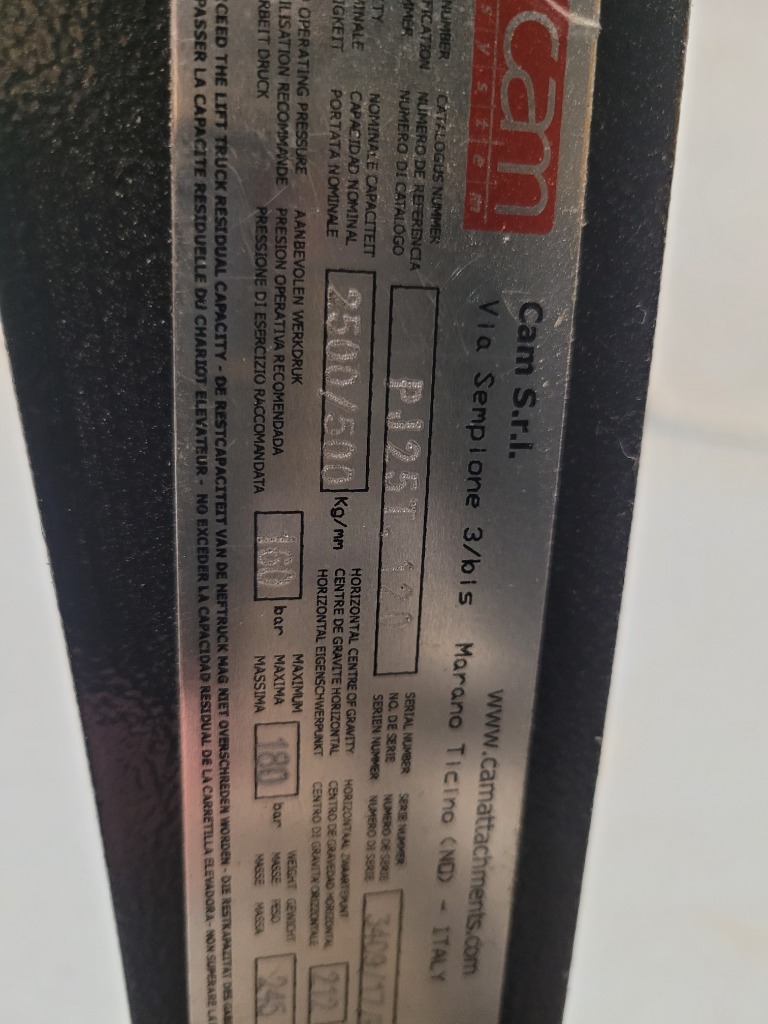 cam
system
Cam S.r.l.
www.camattachments.com
Via Sempione 3/bis Marano Ticino (NO) - ITALY
NUMBER CATALOGUS NUMMER
NUMERO DE REFERENCIA
NUMERO DI CATALOGO
PJ25T.120
SERIAL NUMBER SERIE NUMMER
NO. DE SERIE NUMERO DE SERIE
SERIEN NUMMER NUMERO DI SERIE
3409/17/
NOMINALE CAPACITEIT
CAPACIDAD NOMINAL
PORTATA NOMINALE
2500/500 Kg/mm
HORIZONTAL CENTRE OF GRAVITY HORIZONTAAL ZWAARTEPUNT
CENTRE DE GRAVITE HORIZONTAL CENTRO DE GRAVEDAD HORIZONTAL
HORIZONTAL EIGENSCHWERPUNKT CENTRO DI GRAVITA ORIZZONTALE
212
OPERATING PRESSURE AANBEVOLEN WERKDRUK
ILISATION RECOMMANDE PRESION OPERATIVA RECOMENDADA
RBEIT DRUCK PRESSIONE DI ESERCIZIO RACCOMANDATA
160 bar
MAXIMUM
MAXIMA
MASSIMA
180 bar
WEIGHT GEWICHT
MASSE PESO
MASSE MASSA
245
CEED THE LIFT TRUCK RESIDUAL CAPACITY - DE RESTCAPACITEIT VAN DE HEFTRUCK MAG NIET OVERSCHREDEN WORDEN - DIE RESTKAPAZITAT DES
PASSER LA CAPACITE RESIDUELLE DU CHARIOT ELEVATEUR - NO EXCEDER LA CAPACIDAD RESIDUAL DE LA CARRETILLA ELEVADORA - NON SUPERARE LA